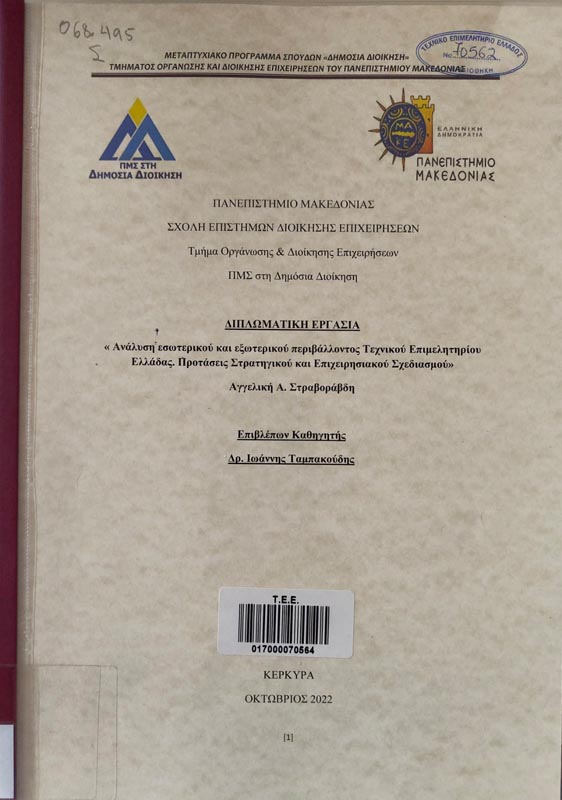 068.495
Σ
ΤΕΧΝΙΚΟ ΕΠΙΜΕΛΗΤΗΡΙΟ ΕΛΛΑΔΟΣ
No. 70562
ΜΕΤΑΠΤΥΧΙΑΚΟ ΠΡΟΓΡΑΜΜΑ ΣΠΟΥΔΩΝ «ΔΗΜΟΣΙΑ ΔΙΟΙΚΗΣΗ»
ΤΜΗΜΑΤΟΣ ΟΡΓΑΝΩΣΗΣ ΚΑΙ ΔΙΟΙΚΗΣΗΣ ΕΠΙΧΕΙΡΗΣΕΩΝ ΤΟΥ ΠΑΝΕΠΙΣΤΗΜΙΟΥ ΜΑΚΕΔΟΝΙΑΣ
ΠΜΣ ΣΤΗ
ΔΗΜΟΣΙΑ ΔΙΟΙΚΗΣΗ
ΜΑ
ΚΕ
ΕΛΛΗΝΙΚΗ
ΔΗΜΟΚΡΑΤΙΑ
ΠΑΝΕΠΙΣΤΗΜΙΟ
ΜΑΚΕΔΟΝΙΑΣ
ΠΑΝΕΠΙΣΤΗΜΙΟ ΜΑΚΕΔΟΝΙΑΣ
ΣΧΟΛΗ ΕΠΙΣΤΗΜΩΝ ΔΙΟΙΚΗΣΗΣ ΕΠΙΧΕΙΡΗΣΕΩΝ
Τμήμα Οργάνωσης & Διοίκησης Επιχειρήσεων
ΠΜΣ στη Δημόσια Διοίκηση
ΔΙΠΛΩΜΑΤΙΚΗ ΕΡΓΑΣΙΑ
« Ανάλυση εσωτερικού και εξωτερικού περιβάλλοντος Τεχνικού Επιμελητηρίου
Ελλάδας. Προτάσεις Στρατηγικού και Επιχειρησιακού Σχεδιασμού»
Αγγελική Α. Στραβοράβδη
Επιβλέπων Καθηγητής
Δρ. Ιωάννης Ταμπακούδης
Τ.Ε.Ε.
017000070564
ΚΕΡΚΥΡΑ
ΟΚΤΩΒΡΙΟΣ 2022
[1]